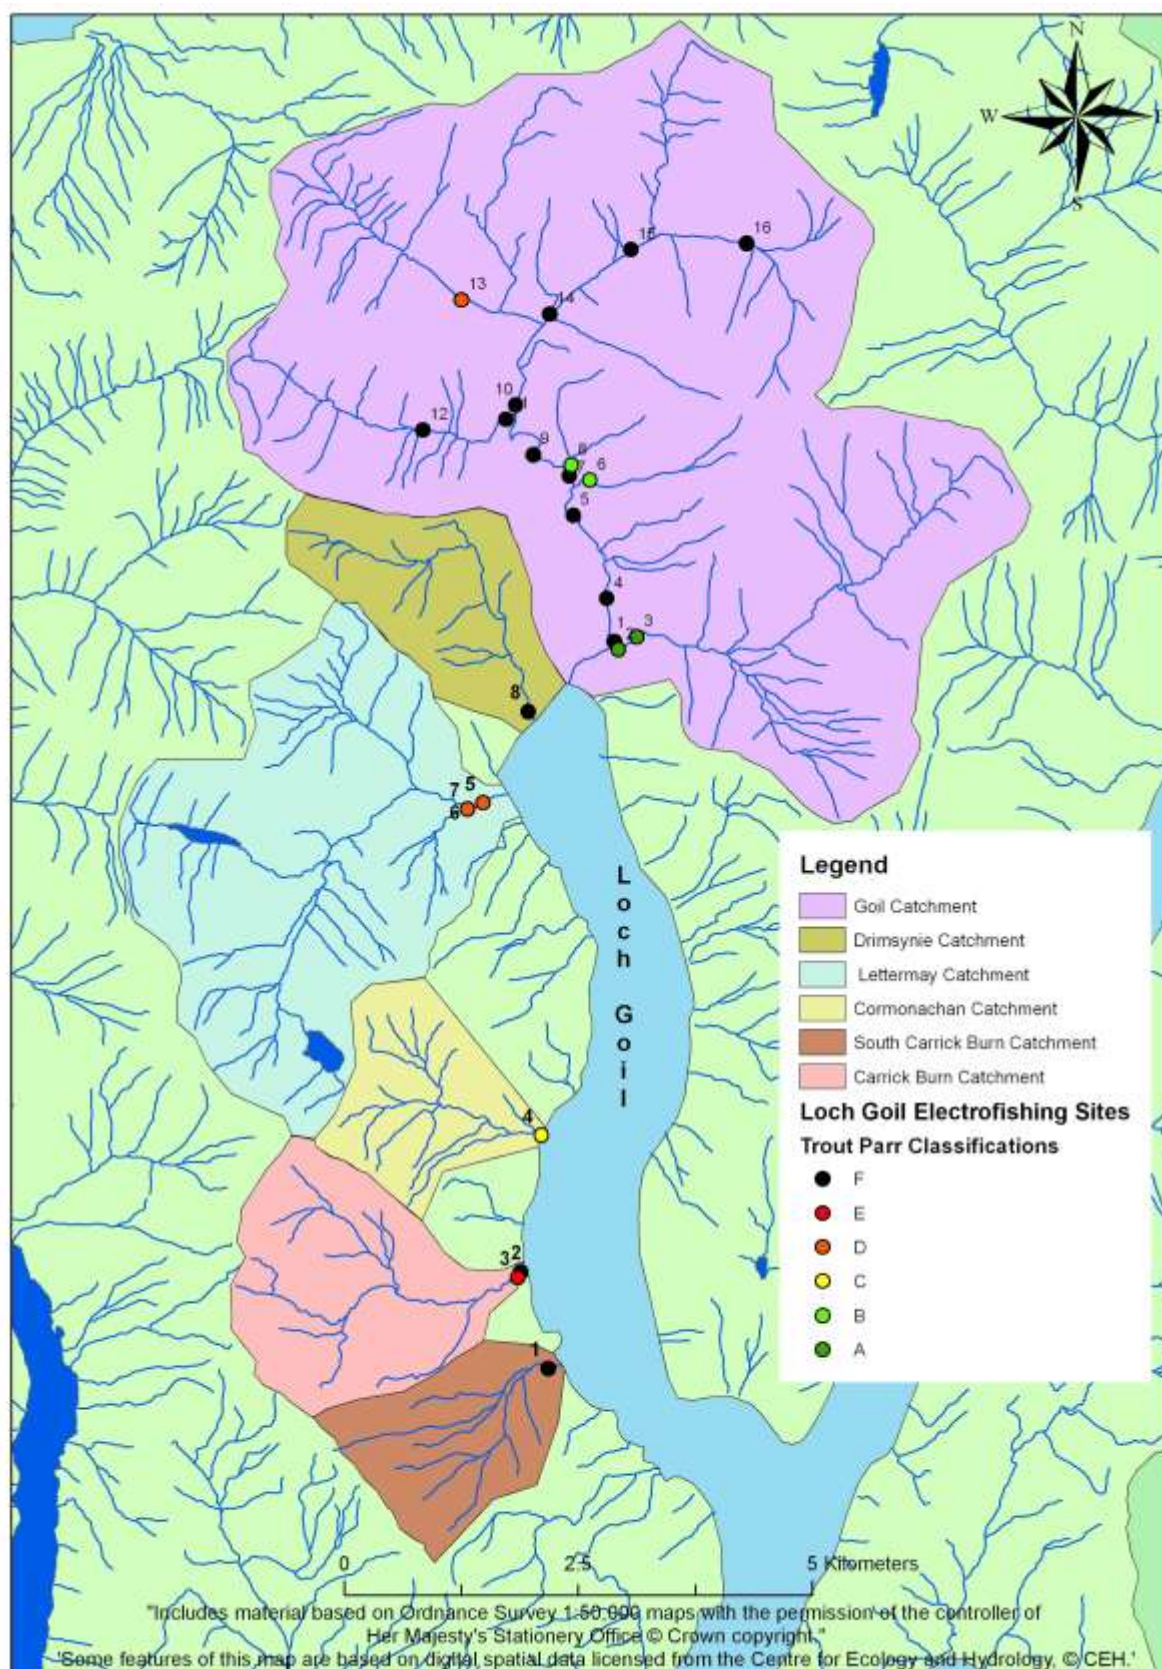 N
W
S
15
16
13
14
10
1
12
9
8
7
6
5
4
1
2
3
8
7
5
6
Loch Goil
4
3
2
1
Legend
Goil Catchment
Drimsynie Catchment
Lettermay Catchment
Cormonachan Catchment
South Carrick Burn Catchment
Carrick Burn Catchment
Loch Goil Electrofishing Sites
Trout Parr Classifications
F
E
D
C
B
A
0 2.5 5 Kilometers
"Includes material based on Ordnance Survey 1:50,000 maps with the permission of the controller of
Her Majesty's Stationery Office © Crown copyright."
'Some features of this map are based on digital spatial data licensed from the Centre for Ecology and Hydrology, © CEH.'